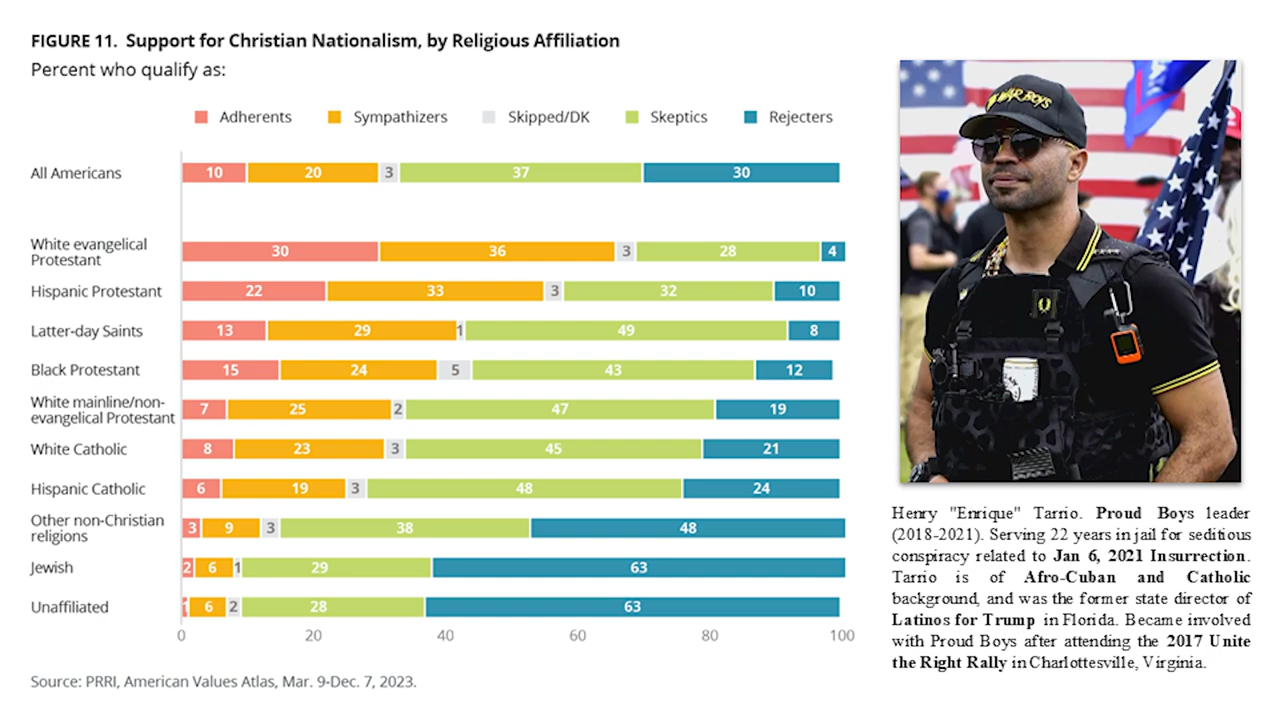 FIGURE 11. Support for Christian Nationalism, by Religious Affiliation
Percent who qualify as:
Adherents Sympathizers Skipped/DK Skeptics Rejecters
All Americans 10 20 3 37 30
White evangelical
Protestant 30 36 3 28 4
Hispanic Protestant 22 33 3 32 10
Latter-day Saints 13 29 1 49 8
Black Protestant 15 24 5 43 12
White mainline/non-
evangelical Protestant 7 25 2 47 19
White Catholic 8 23 3 45 21
Hispanic Catholic 6 19 3 48 24
Other non-Christian
religions 3 9 3 38 48
Jewish 2 6 1 29 63
Unaffiliated 1 6 2 28 63
0 20 40 60 80 100
Source: PRRI, American Values Atlas, Mar. 9-Dec. 7, 2023.
WAR BOYS
Henry "Enrique" Tarrio. Proud Boys leader
(2018-2021). Serving 22 years in jail for seditious
conspiracy related to Jan 6, 2021 Insurrection.
Tarrio is of Afro-Cuban and Catholic
background, and was the former state director of
Latinos for Trump in Florida. Became involved
with Proud Boys after attending the 2017 Unite
the Right Rally in Charlottesville, Virginia.